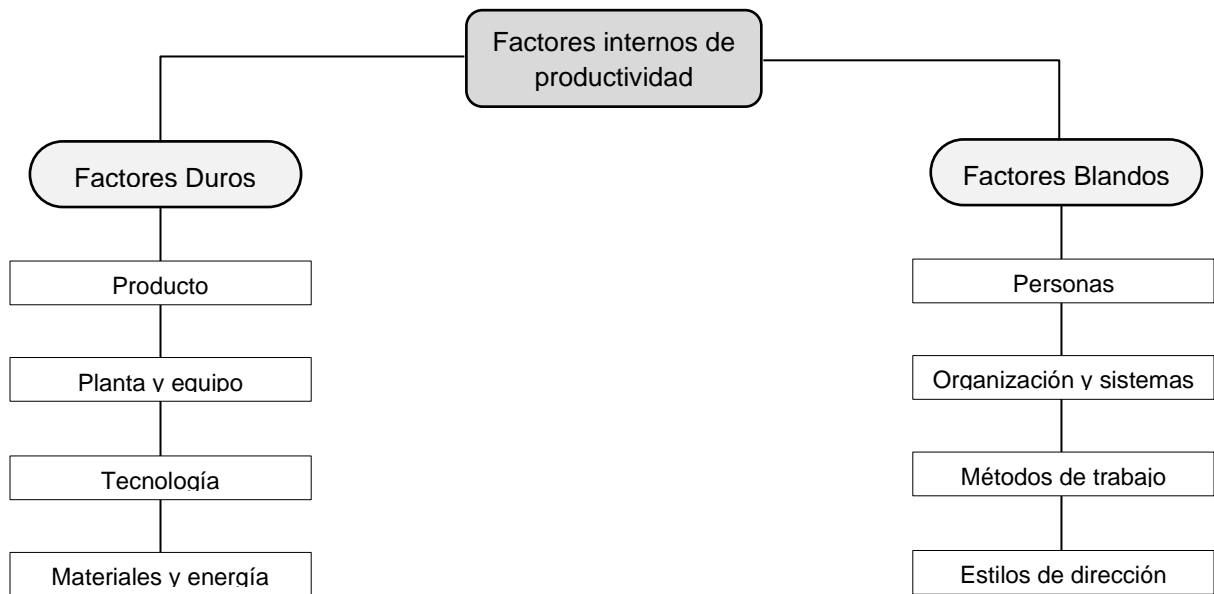 Factores internos de
productividad
Factores Duros
Factores Blandos
Producto
Personas
Planta y equipo
Organización y sistemas
Tecnología
Métodos de trabajo
Materiales y energía
Estilos de dirección